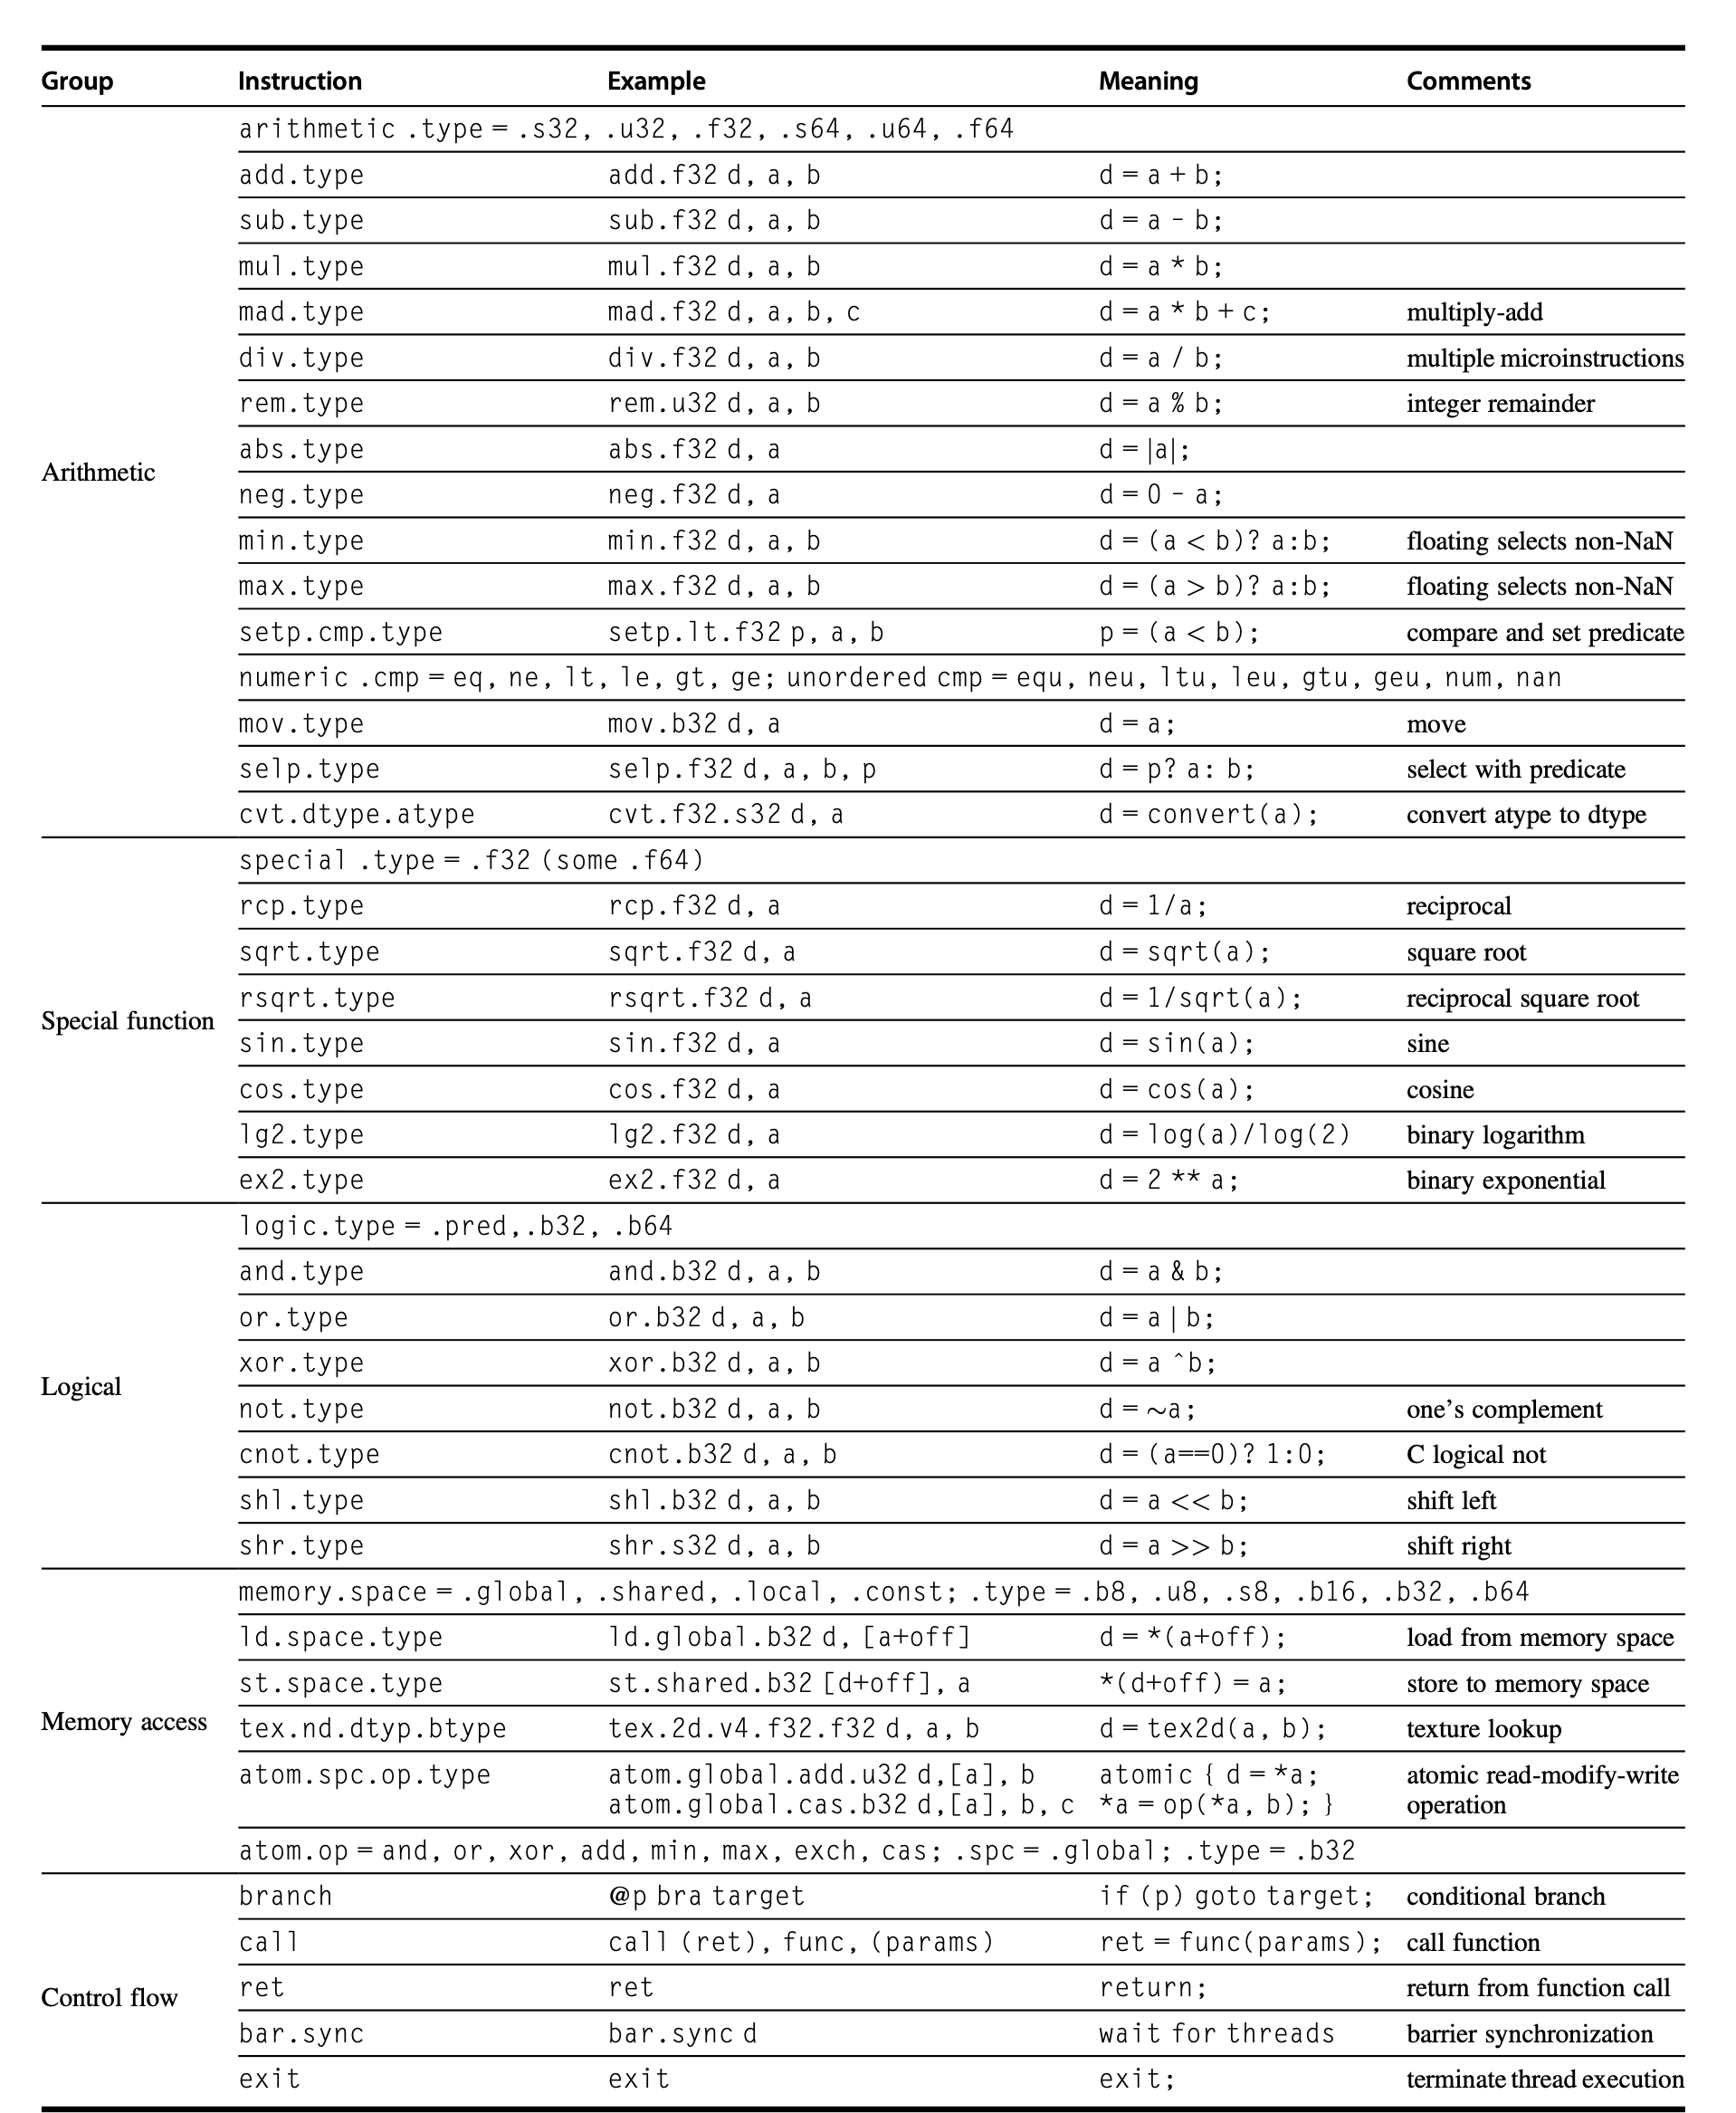 Group Instruction Example Meaning Comments
arithmetic .type = .s32, .u32, .f32, .s64, .u64, .f64
add.type add.f32 d, a, b d = a + b;
sub.type sub.f32 d, a, b d = a - b;
mul.type mul.f32 d, a, b d = a * b;
mad.type mad.f32 d, a, b, c d = a * b + c; multiply-add
div.type div.f32 d, a, b d = a / b; multiple microinstructions
rem.type rem.u32 d, a, b d = a % b; integer remainder
Arithmetic
abs.type abs.f32 d, a d = |a|;
neg.type neg.f32 d, a d = 0 - a;
min.type min.f32 d, a, b d = (a < b)? a:b; floating selects non-NaN
max.type max.f32 d, a, b d = (a > b)? a:b; floating selects non-NaN
setp.cmp.type setp.lt.f32 p, a, b p = (a < b); compare and set predicate
numeric .cmp = eq, ne, lt, le, gt, ge; unordered cmp = equ, neu, ltu, leu, gtu, geu, num, nan
mov.type mov.b32 d, a d = a; move
selp.type selp.f32 d, a, b, p d = p? a: b; select with predicate
cvt.dtype.atype cvt.f32.s32 d, a d = convert(a); convert atype to dtype
special .type = .f32 (some .f64)
rcp.type rcp.f32 d, a d = 1/a; reciprocal
sqrt.type sqrt.f32 d, a d = sqrt(a); square root
rsqrt.type rsqrt.f32 d, a d = 1/sqrt(a); reciprocal square root
Special function
sin.type sin.f32 d, a d = sin(a); sine
cos.type cos.f32 d, a d = cos(a); cosine
lg2.type lg2.f32 d, a d = log(a)/log(2) binary logarithm
ex2.type ex2.f32 d, a d = 2 ** a; binary exponential
logic.type = .pred,.b32, .b64
and.type and.b32 d, a, b d = a & b;
or.type or.b32 d, a, b d = a | b;
xor.type xor.b32 d, a, b d = a ^b;
Logical
not.type not.b32 d, a, b d = ~a; one’s complement
cnot.type cnot.b32 d, a, b d = (a==0)? 1:0; C logical not
shl.type shl.b32 d, a, b d = a << b; shift left
shr.type shr.s32 d, a, b d = a >> b; shift right
memory.space = .global, .shared, .local, .const; .type = .b8, .u8, .s8, .b16, .b32, .b64
ld.space.type ld.global.b32 d, [a+off] d = *(a+off); load from memory space
st.space.type st.shared.b32 [d+off], a *(d+off) = a; store to memory space
Memory access tex.nd.dtyp.btype tex.2d.v4.f32.f32 d, a, b d = tex2d(a, b); texture lookup
atom.spc.op.type atom.global.add.u32 d,[a], b atomic { d = *a; atomic read-modify-write
atom.global.cas.b32 d,[a], b, c *a = op(*a, b); } operation
atom.op = and, or, xor, add, min, max, exch, cas; .spc = .global; .type = .b32
branch @p bra target if (p) goto target; conditional branch
call call (ret), func, (params) ret = func(params); call function
Control flow ret ret return; return from function call
bar.sync bar.sync d wait for threads barrier synchronization
exit exit exit; terminate thread execution